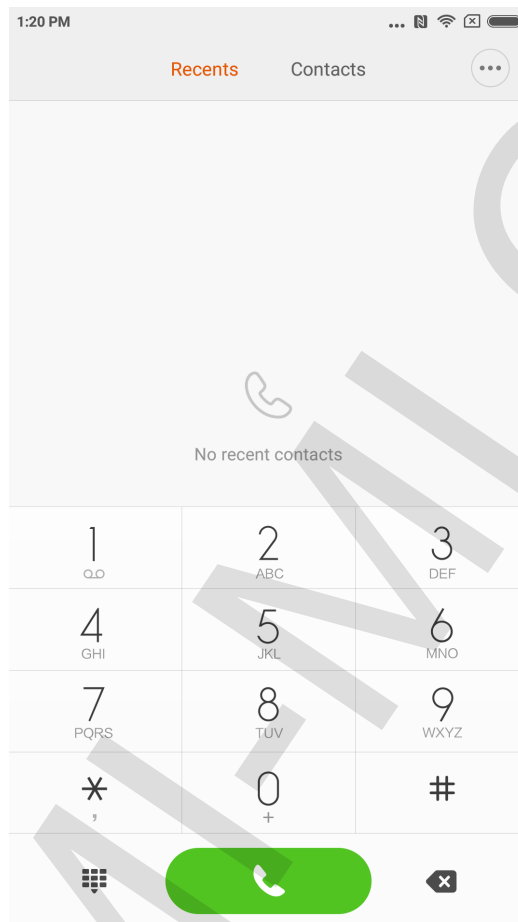 1:20 PM
Recents Contacts
No recent contacts
1 2 3
ABC DEF
4 5 6
GHI JKL MNO
7 8 9
PQRS TUV WXYZ
* 0 #
, +